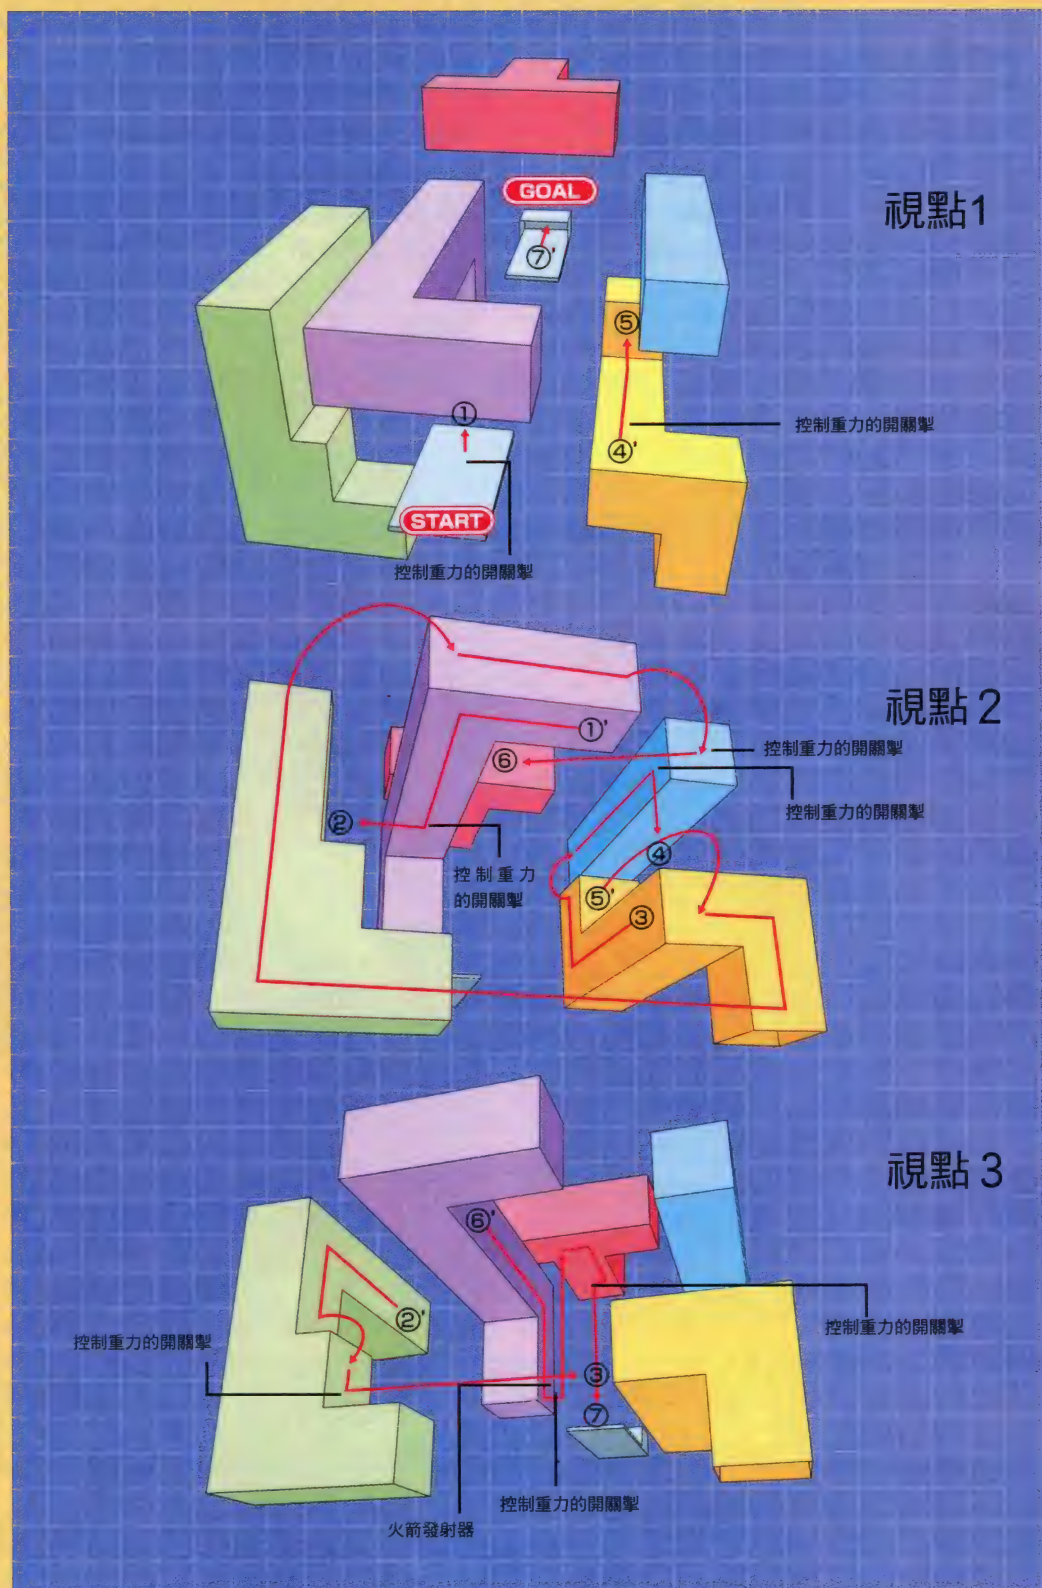 GOAL
視點1
⑦'
⑤
①
控制重力的開關掣
④'
START
控制重力的開關掣
視點2
①'
控制重力的開關掣
⑥
控制重力的開關掣
②
④
控制重力
的開關掣
⑤'
③
視點3
⑥'
②'
控制重力的開關掣
控制重力的開關掣
③
⑦
控制重力的開關掣
火箭發射器